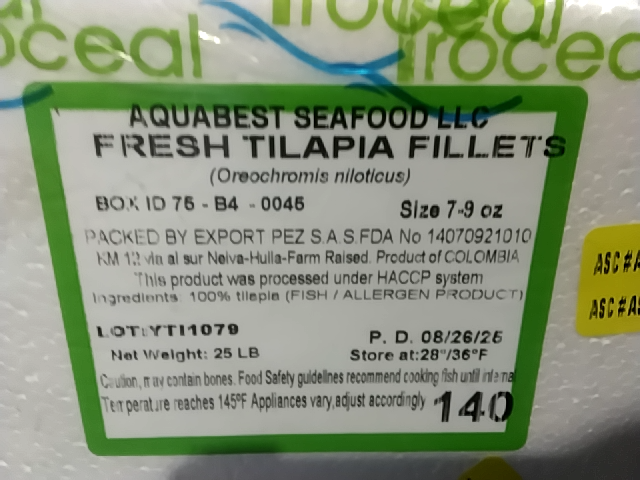 roceal
roceal
AQUABEST SEAFOOD LLC
FRESH TILAPIA FILLETS
(Oreochromis niloticus)
BOX ID 75 - B4 - 0045
Size 7-9 oz
PACKED BY EXPORT PEZ S.A.S.FDA No 14070921010
KM 12 via al sur Neiva-Huila-Farm Raised. Product of COLOMBIA
This product was processed under HACCP system
Ingredients: 100% tilapia (FISH / ALLERGEN PRODUCT)
LOT:YTI1079
P. D. 08/26/25
Net Weight: 25 LB
Store at:28°/36°F
Caution, may contain bones. Food Safety guidelines recommend cooking fish until internal
Temperature reaches 145ºF Appliances vary,adjust accordingly
140
ASC #A
ASC #AS